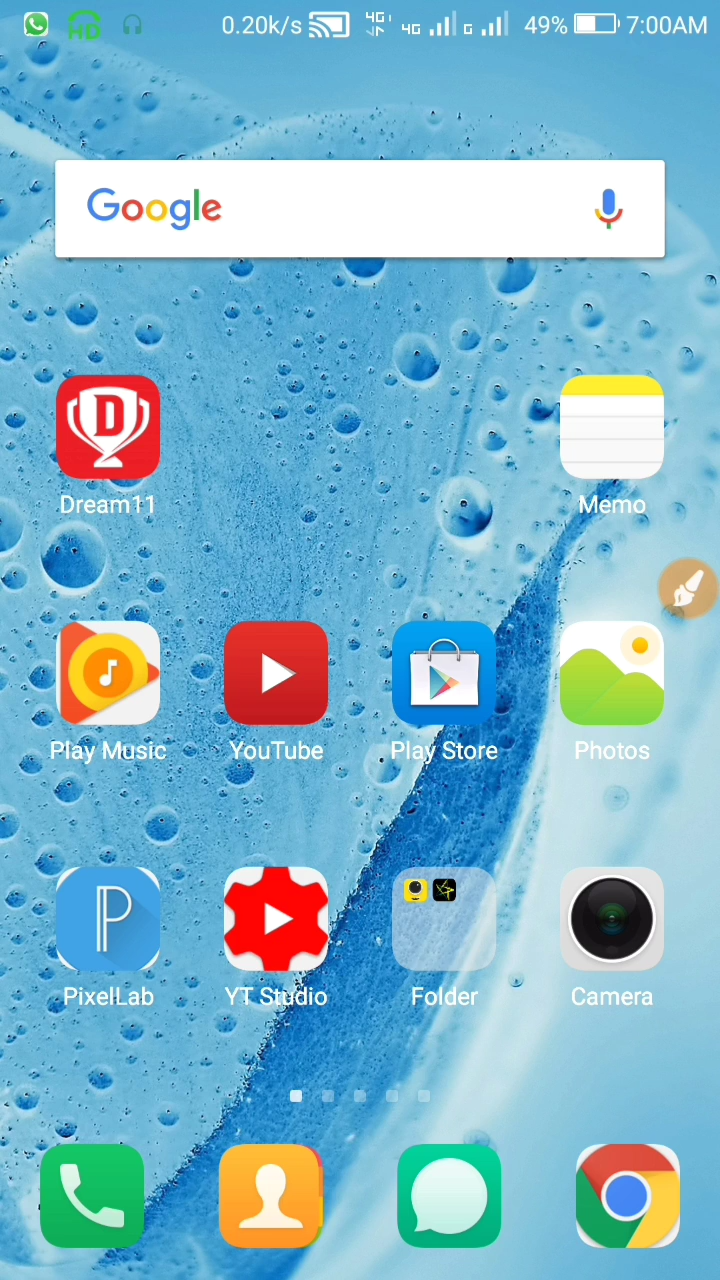 HD 0.20k/s 4G 4G G 49% 7:00AM
Google
Dream11 Memo
Play Music YouTube Play Store Photos
PixelLab YT Studio Folder Camera